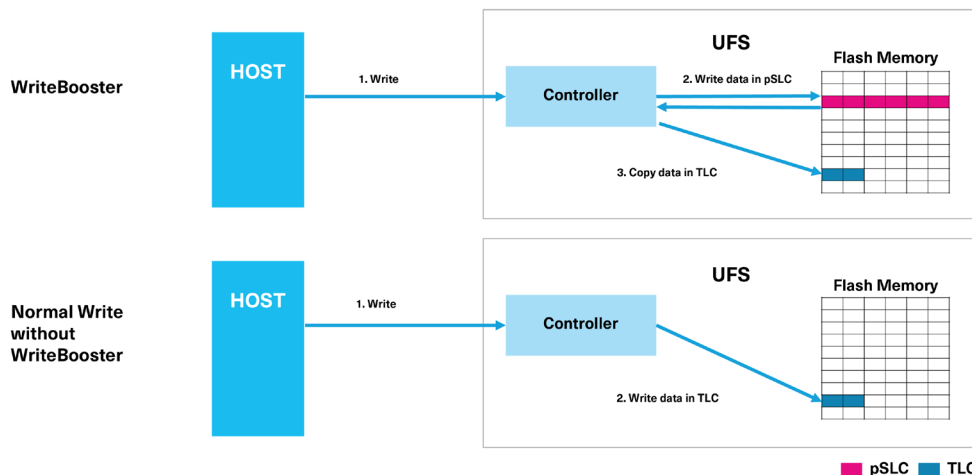 WriteBooster
HOST
1. Write
UFS
Controller
2. Write data in pSLC
3. Copy data in TLC
Flash Memory
Normal Write
without
WriteBooster
HOST
1. Write
UFS
Controller
2. Write data in TLC
Flash Memory
pSLC
TLC